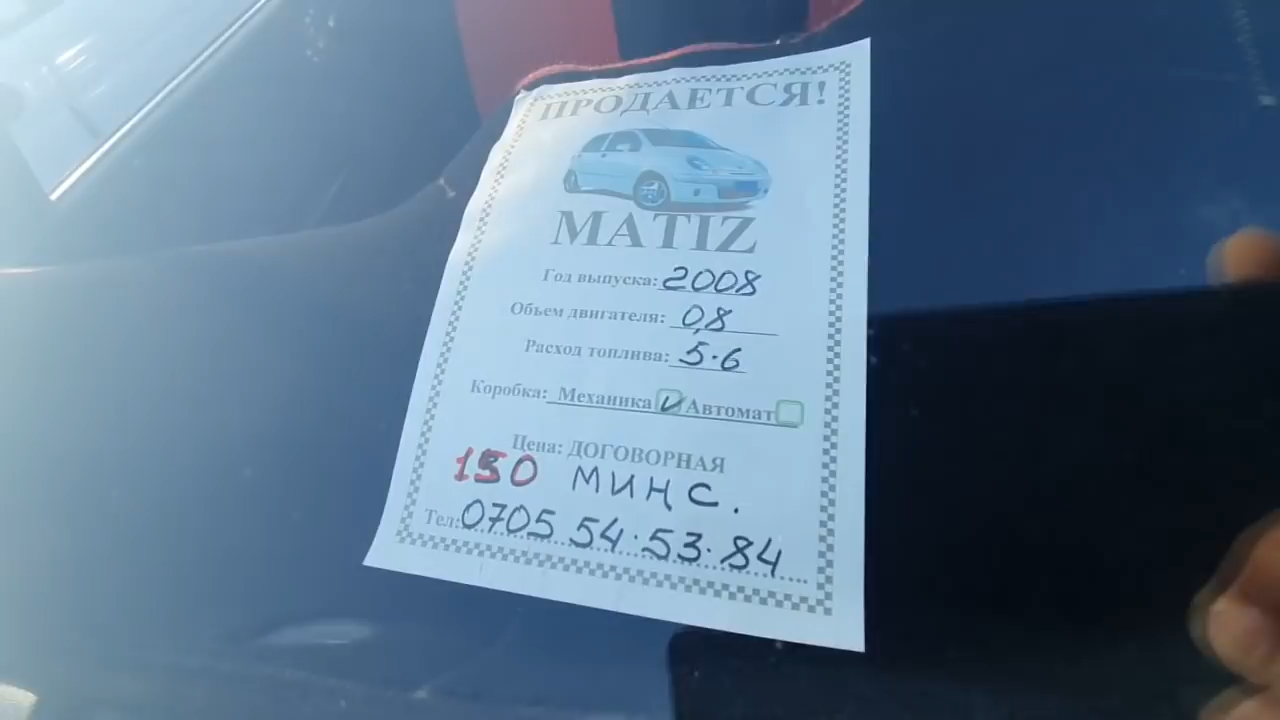 ПРОДАЕТСЯ!
MATIZ
Год выпуска: 2008
Объем двигателя: 0,8
Расход топлива: 5·6
Коробка: Механика ✓ Автомат
Цена: ДОГОВОРНАЯ
150 МИҢ С.
Тел: 0705 54·53·84